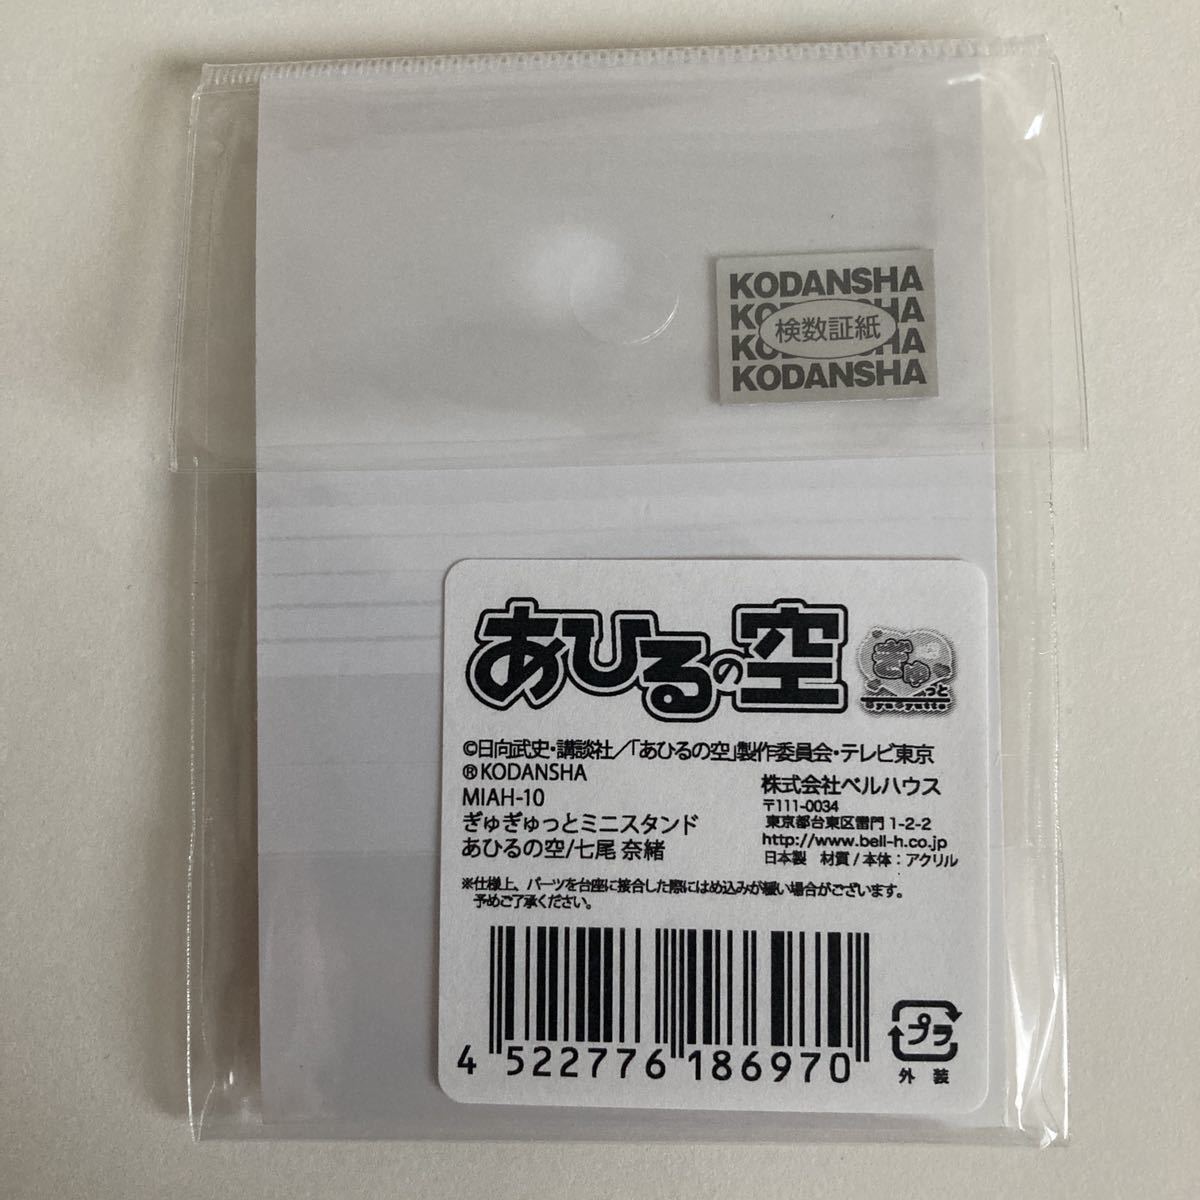 KODANSHA
KODANSHA
検数証紙
KODANSHA
KODANSHA
あひるの空
ぎゅ
っと
GyuGyutto
©日向武史・講談社/「あひるの空」製作委員会・テレビ東京
®KODANSHA
MIAH-10
ぎゅぎゅっとミニスタンド
あひるの空/七尾 奈緒
株式会社ベルハウス
〒111-0034
東京都台東区雷門1-2-2
http://www.bell-h.co.jp
日本製 材質/本体:アクリル
※仕様上、パーツを台座に接合した際にはめ込みが緩い場合がございます。
予めご了承ください。
4 522776 186970
プラ
外装